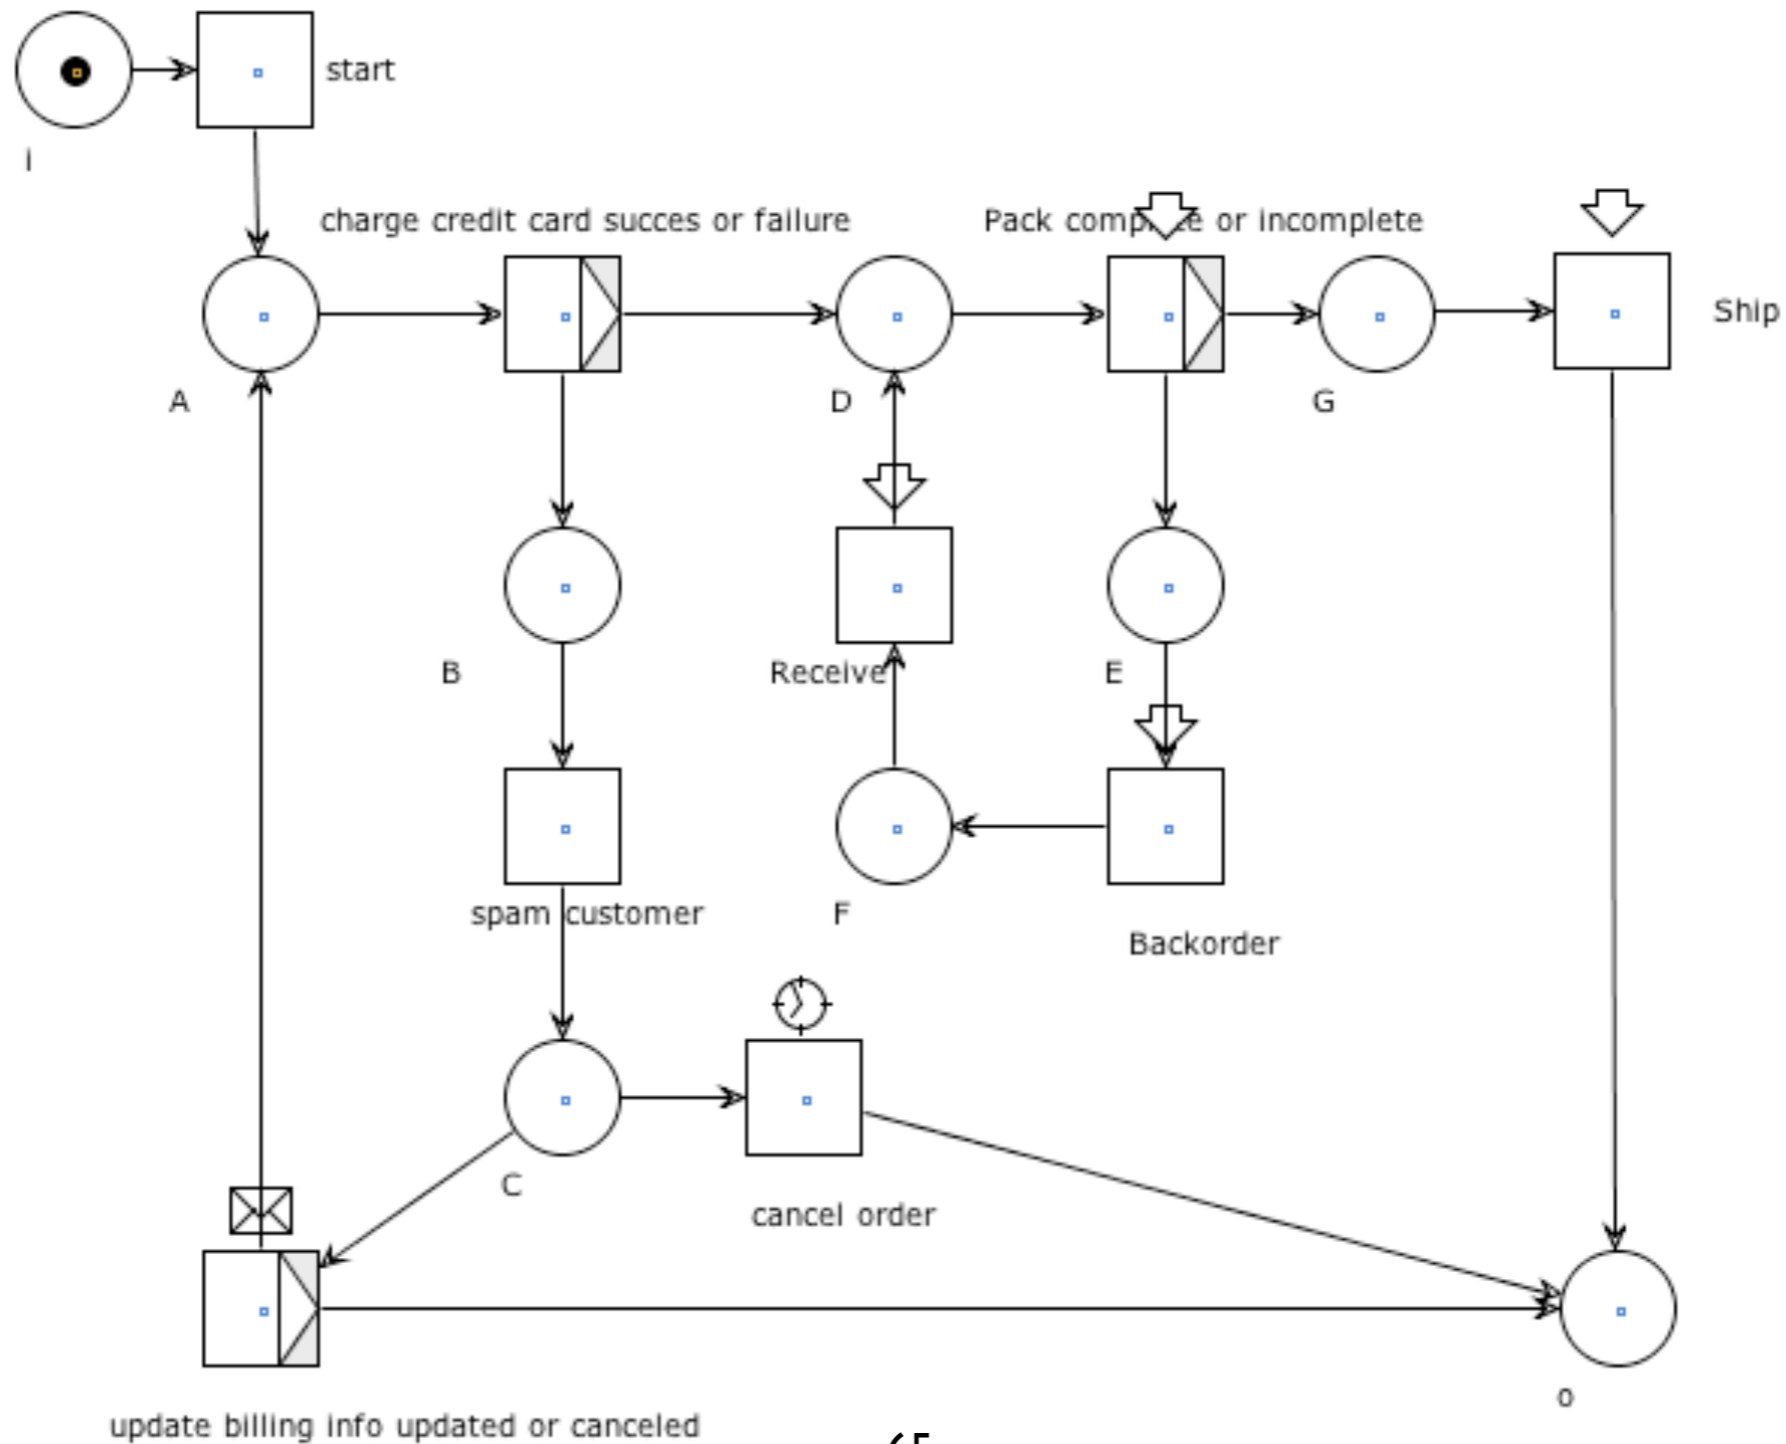 start
i
charge credit card succes or failure
Pack complete or incomplete
Ship
A
D
G
B
Receive
E
spam customer
F
Backorder
C
cancel order
o
update billing info updated or canceled